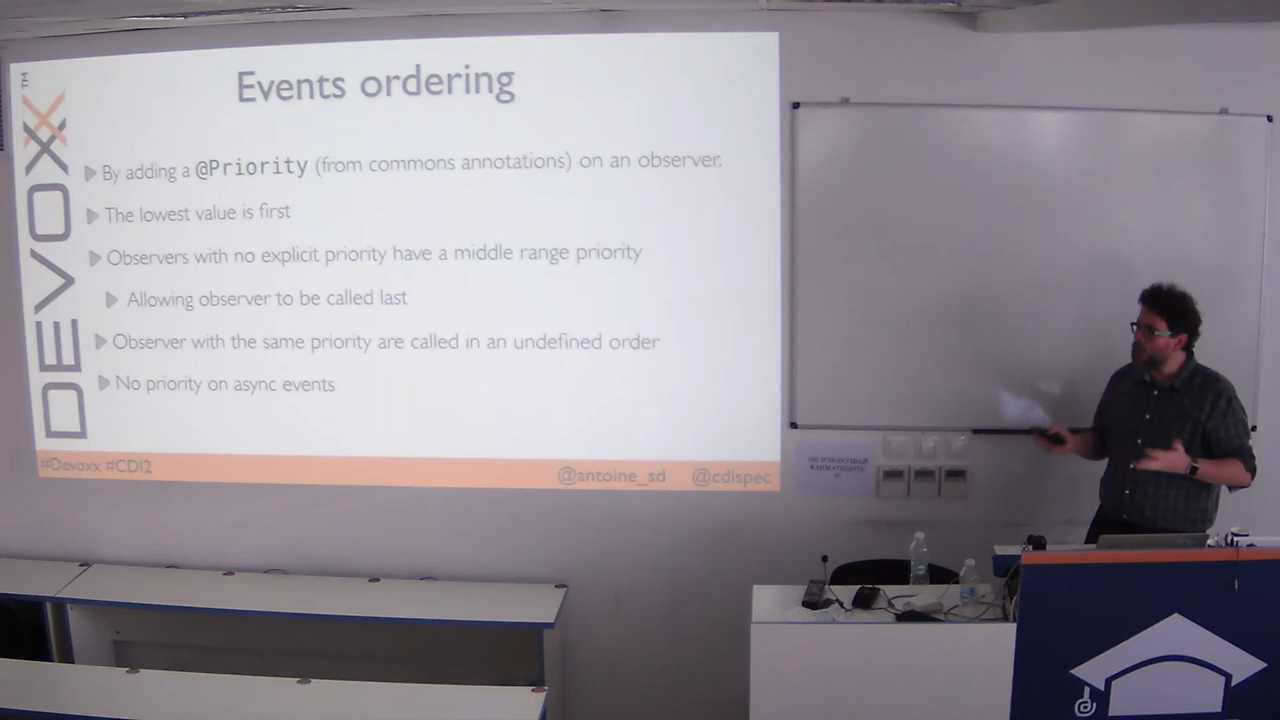 DEVOXX™
Events ordering
By adding a @Priority (from commons annotations) on an observer.
The lowest value is first
Observers with no explicit priority have a middle range priority
Allowing observer to be called last
Observer with the same priority are called in an undefined order
No priority on async events
#Devoxx #CDI2
@antoine_sd @cdispec
КЛИМАТИЦИТЕ